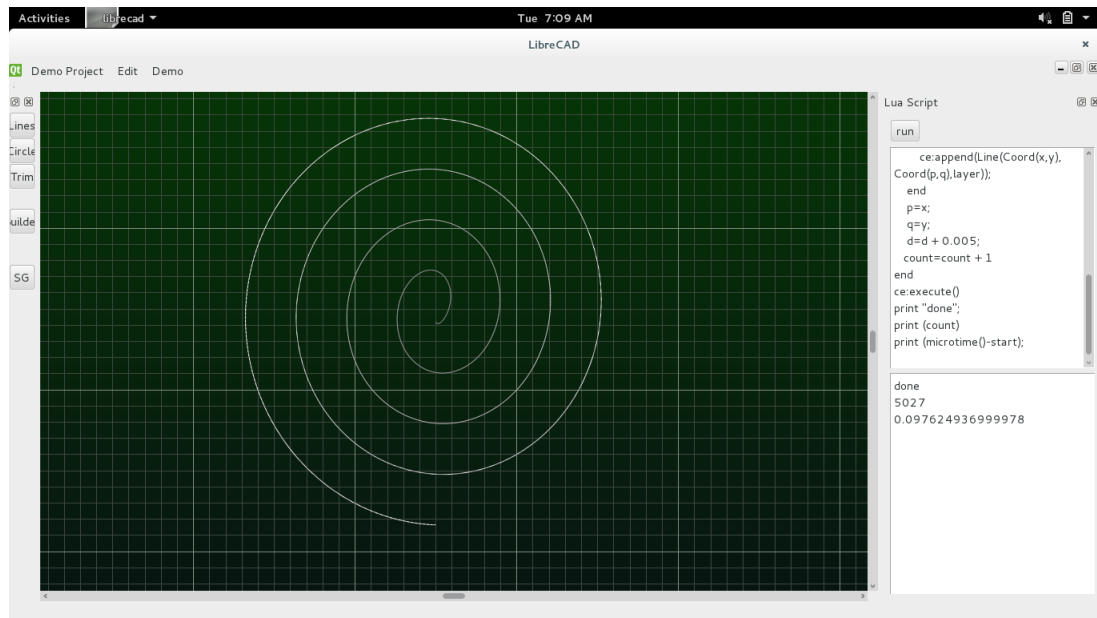 Activities
librecad
Tue 7:09 AM
LibreCAD
Qt
Demo Project Edit Demo
Lines
Circle
Trim
uilde
SG
Lua Script
run
ce:append(Line(Coord(x,y),
Coord(p,q),layer));
end
p=x;
q=y;
d=d + 0.005;
count=count + 1
end
ce:execute()
print "done";
print (count)
print (microtime()-start);
done
5027
0.097624936999978